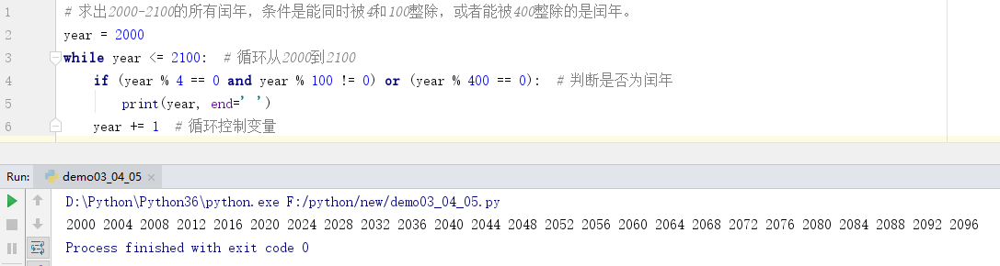 1 # 求出2000-2100的所有闰年，条件是能同时被4和100整除，或者能被400整除的是闰年。
2 year = 2000
3 while year <= 2100:  # 循环从2000到2100
4     if (year % 4 == 0 and year % 100 != 0) or (year % 400 == 0):  # 判断是否为闰年
5         print(year, end=' ')
6     year += 1  # 循环控制变量
Run: demo03_04_05 ×
D:\Python\Python36\python.exe F:/python/new/demo03_04_05.py
2000 2004 2008 2012 2016 2020 2024 2028 2032 2036 2040 2044 2048 2052 2056 2060 2064 2068 2072 2076 2080 2084 2088 2092 2096
Process finished with exit code 0